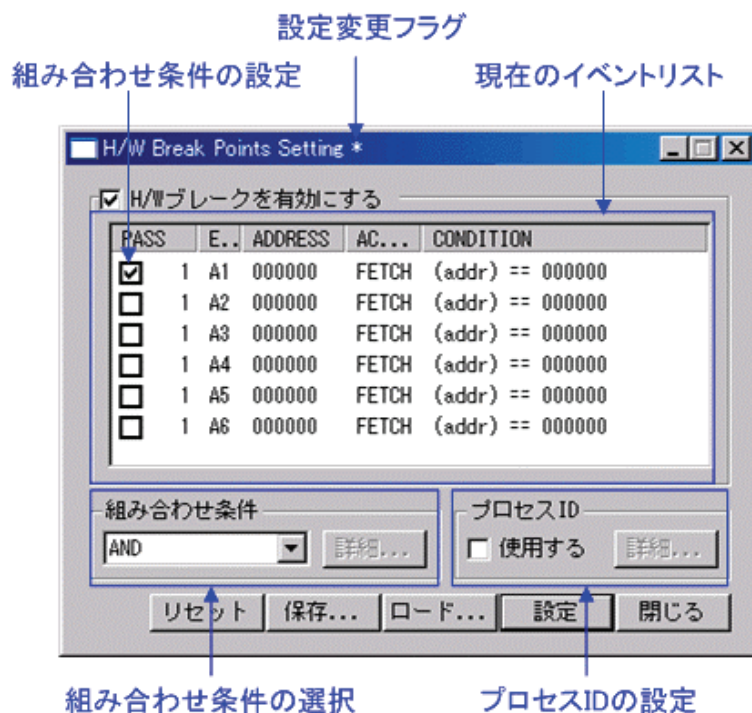 設定変更フラグ
組み合わせ条件の設定
現在のイベントリスト
H/W Break Points Setting *
H/Wブレークを有効にする
PASS E.. ADDRESS AC... CONDITION
1 A1 000000 FETCH (addr) == 000000
1 A2 000000 FETCH (addr) == 000000
1 A3 000000 FETCH (addr) == 000000
1 A4 000000 FETCH (addr) == 000000
1 A5 000000 FETCH (addr) == 000000
1 A6 000000 FETCH (addr) == 000000
組み合わせ条件
プロセスID
AND 詳細...
使用する 詳細...
リセット 保存... ロード... 設定 閉じる
組み合わせ条件の選択
プロセスIDの設定